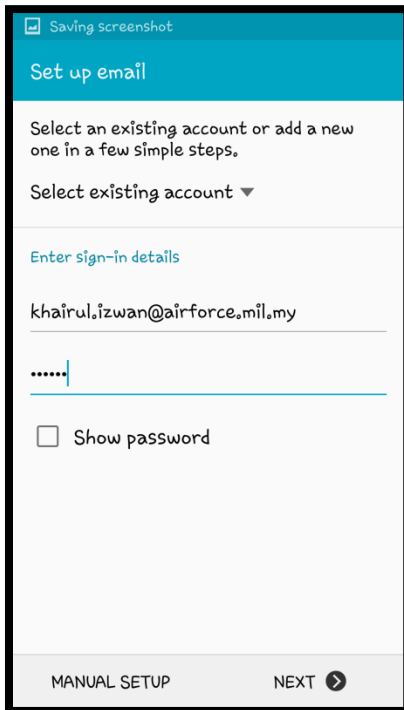 Saving screenshot
Set up email
Select an existing account or add a new
one in a few simple steps.
Select existing account
Enter sign-in details
khairul.izwan@airforce.mil.my
••••••
Show password
MANUAL SETUP
NEXT